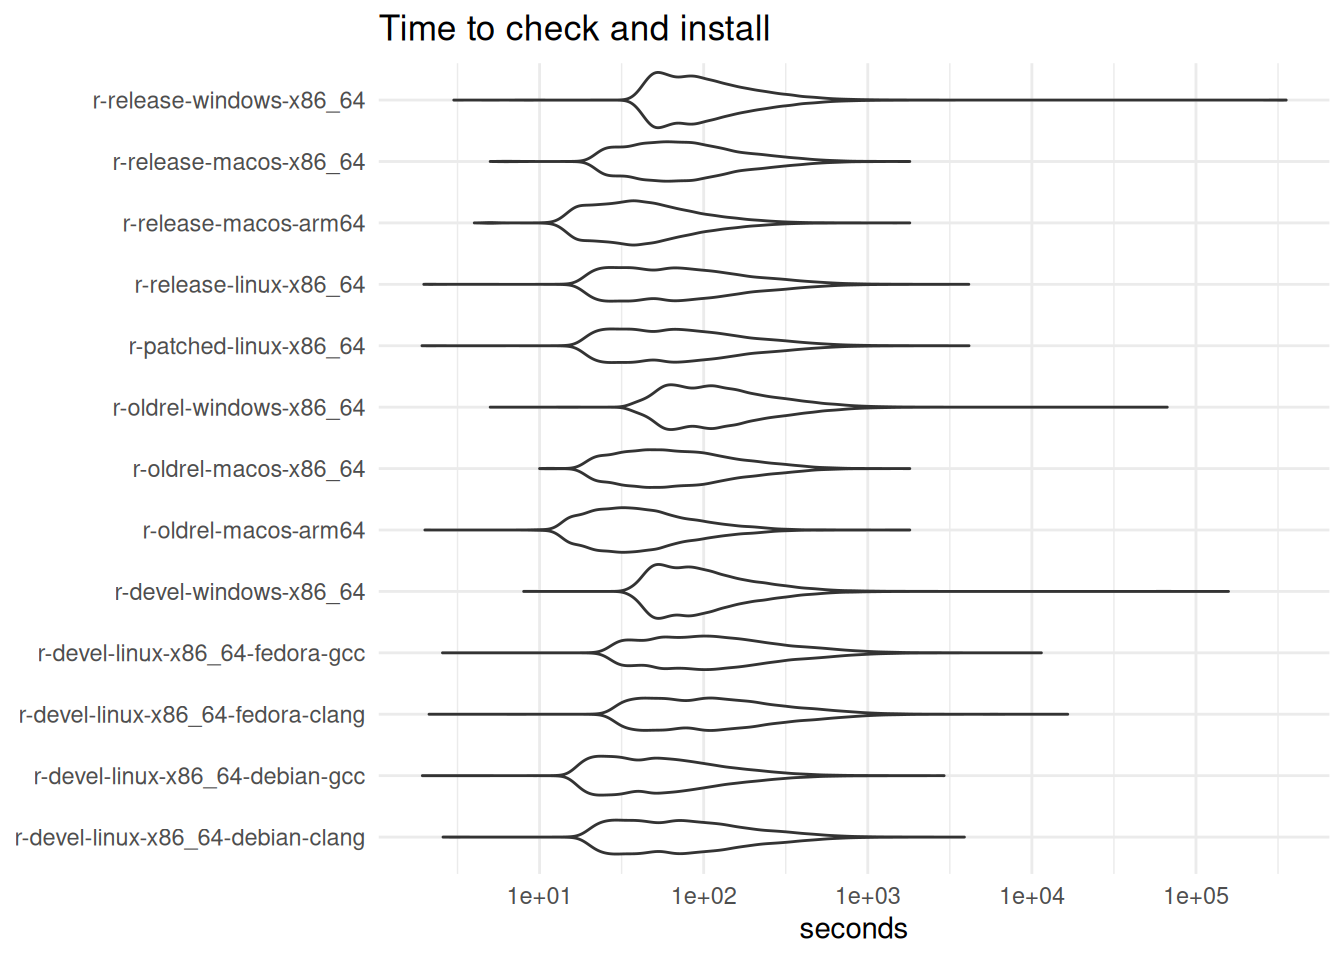 Time to check and install
r-release-windows-x86_64
r-release-macos-x86_64
r-release-macos-arm64
r-release-linux-x86_64
r-patched-linux-x86_64
r-oldrel-windows-x86_64
r-oldrel-macos-x86_64
r-oldrel-macos-arm64
r-devel-windows-x86_64
r-devel-linux-x86_64-fedora-gcc
r-devel-linux-x86_64-fedora-clang
r-devel-linux-x86_64-debian-gcc
r-devel-linux-x86_64-debian-clang
1e+01 1e+02 1e+03 1e+04 1e+05
seconds